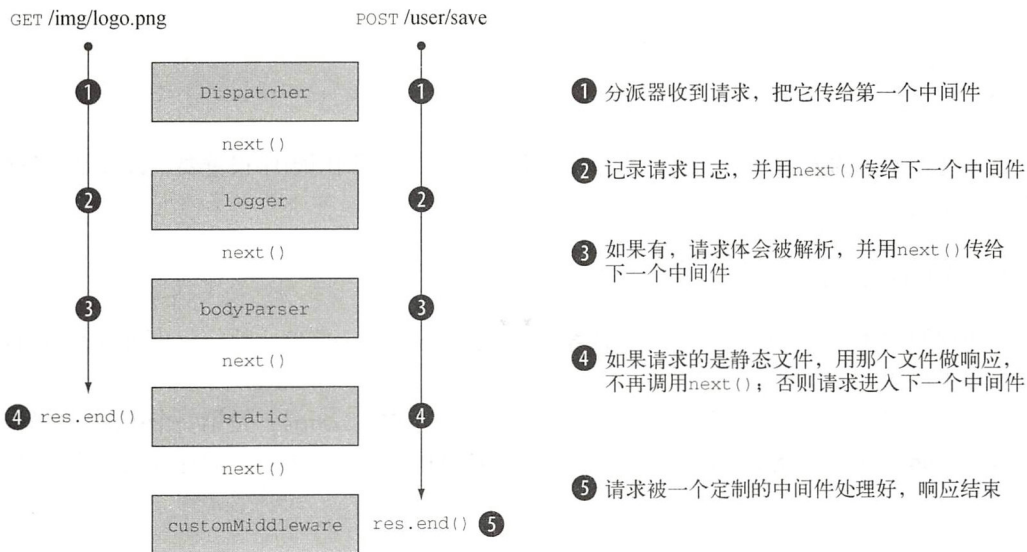 GET /img/logo.png
POST /user/save
1
Dispatcher
1
next()
2
logger
2
next()
3
bodyParser
3
next()
4 res.end()
static
4
next()
customMiddleware
res.end() 5
1 分派器收到请求，把它传给第一个中间件
2 记录请求日志，并用next()传给下一个中间件
3 如果有，请求体会被解析，并用next()传给
下一个中间件
4 如果请求的是静态文件，用那个文件做响应，
不再调用next()；否则请求进入下一个中间件
5 请求被一个定制的中间件处理好，响应结束